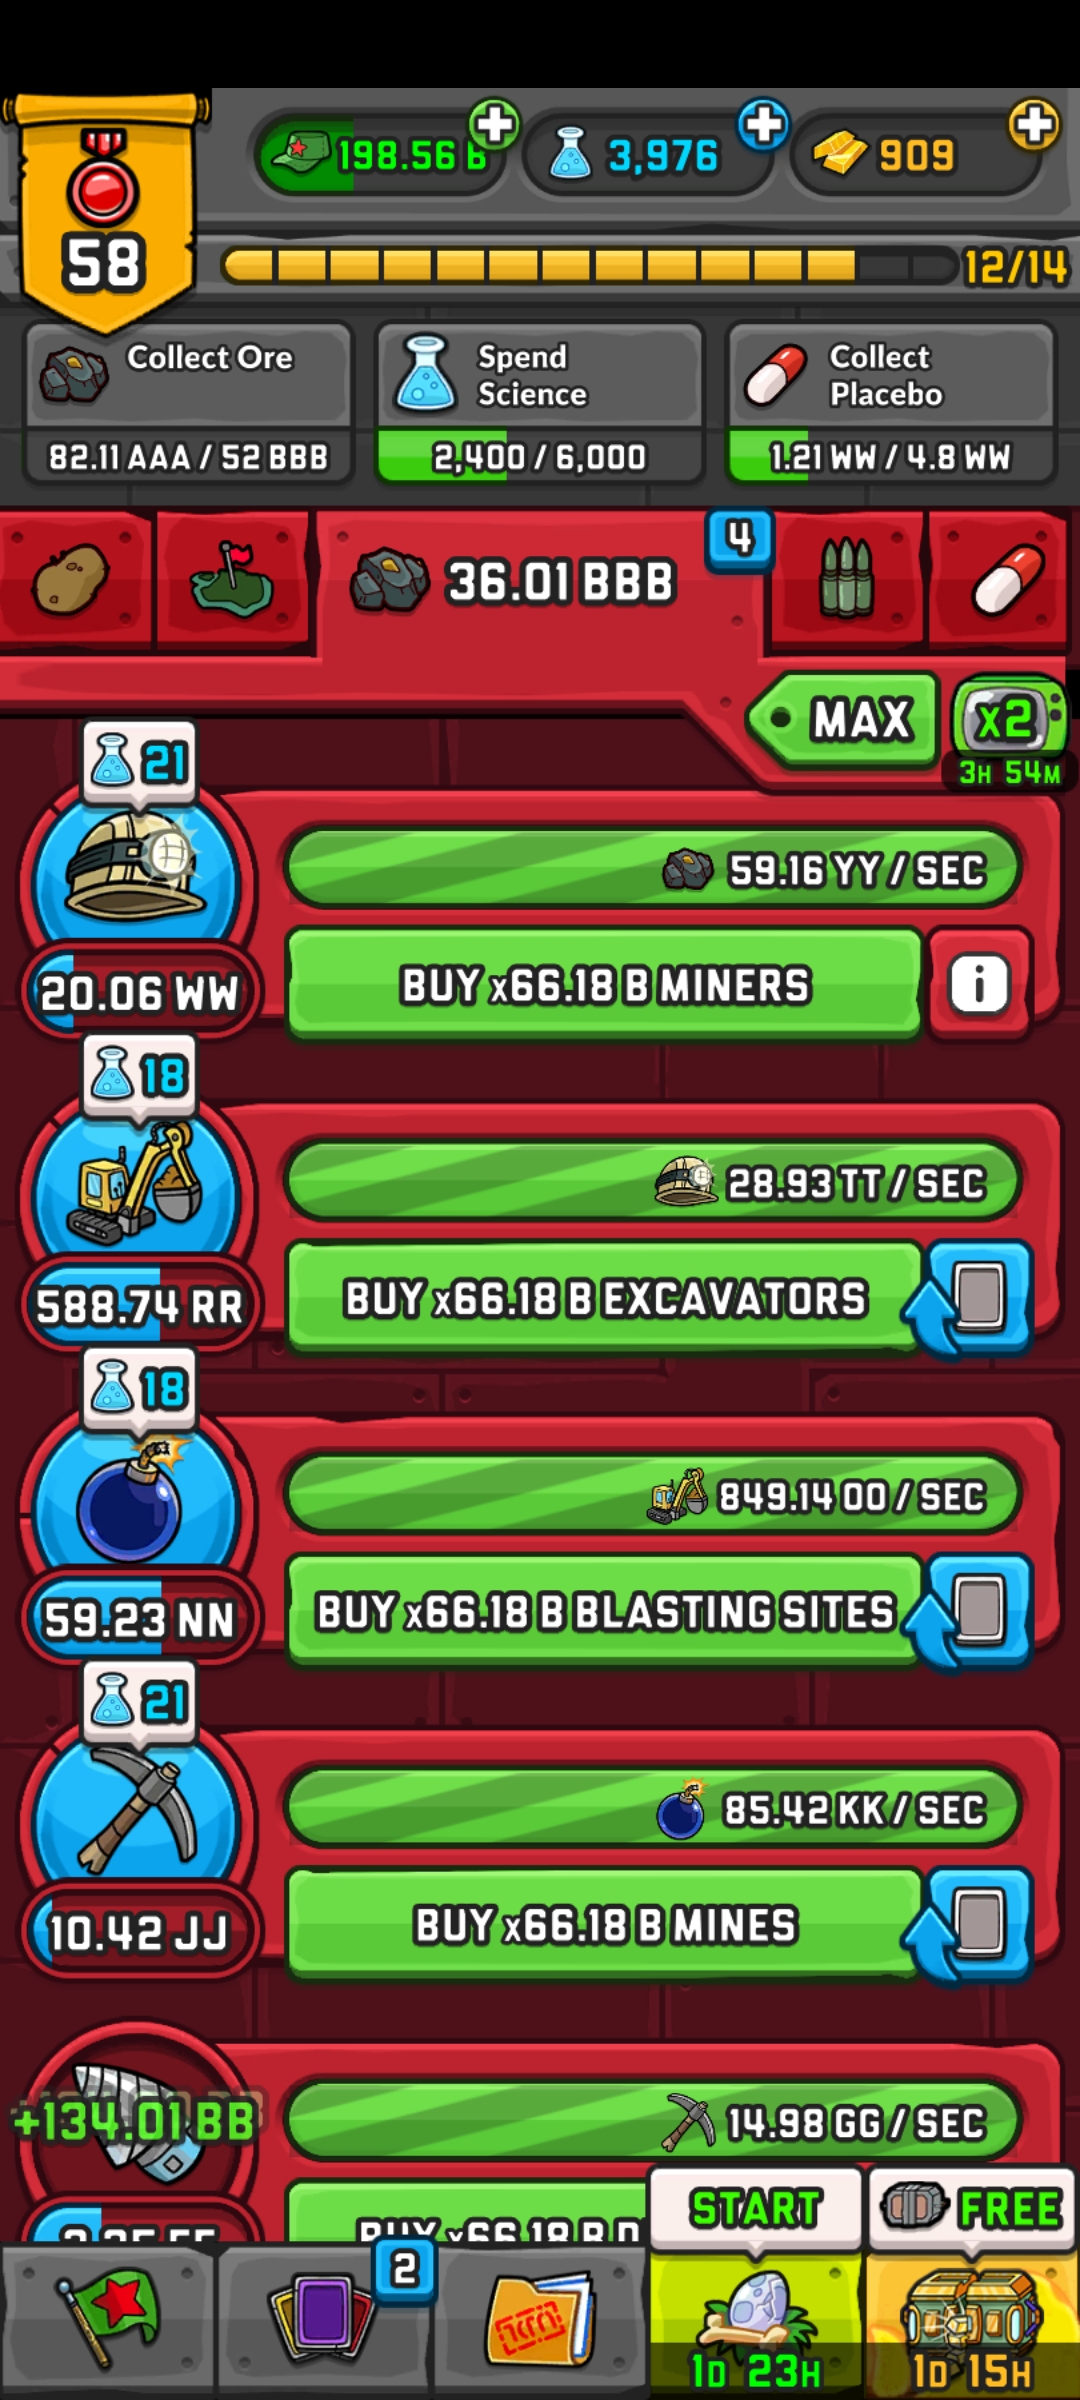 58
198.56 B
3,976
909
12/14
Collect Ore
82.11 AAA / 52 BBB
Spend
Science
2,400 / 6,000
Collect
Placebo
1.21 WW / 4.8 WW
36.01 BBB
4
MAX
x2
3H 54M
21
59.16 YY / SEC
20.06 WW
BUY x66.18 B MINERS
i
18
28.93 TT / SEC
588.74 RR
BUY x66.18 B EXCAVATORS
18
849.14 OO / SEC
59.23 NN
BUY x66.18 B BLASTING SITES
21
85.42 KK / SEC
10.42 JJ
BUY x66.18 B MINES
+134.01 BB
14.98 GG / SEC
BUY x66.18 B
START
FREE
2
1D 23H
1D 15H